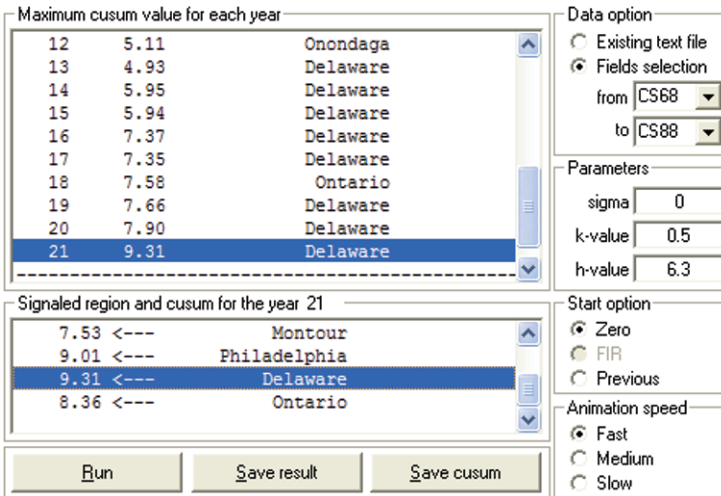 Maximum cusum value for each year
12 5.11 Onondaga
13 4.93 Delaware
14 5.95 Delaware
15 5.94 Delaware
16 7.37 Delaware
17 7.35 Delaware
18 7.58 Ontario
19 7.66 Delaware
20 7.90 Delaware
21 9.31 Delaware
--------------------------------------------------
Signaled region and cusum for the year 21
7.53 <--- Montour
9.01 <--- Philadelphia
9.31 <--- Delaware
8.36 <--- Ontario
Run Save result Save cusum
Data option
Existing text file
Fields selection
from CS68
to CS88
Parameters
sigma 0
k-value 0.5
h-value 6.3
Start option
Zero
FIR
Previous
Animation speed
Fast
Medium
Slow